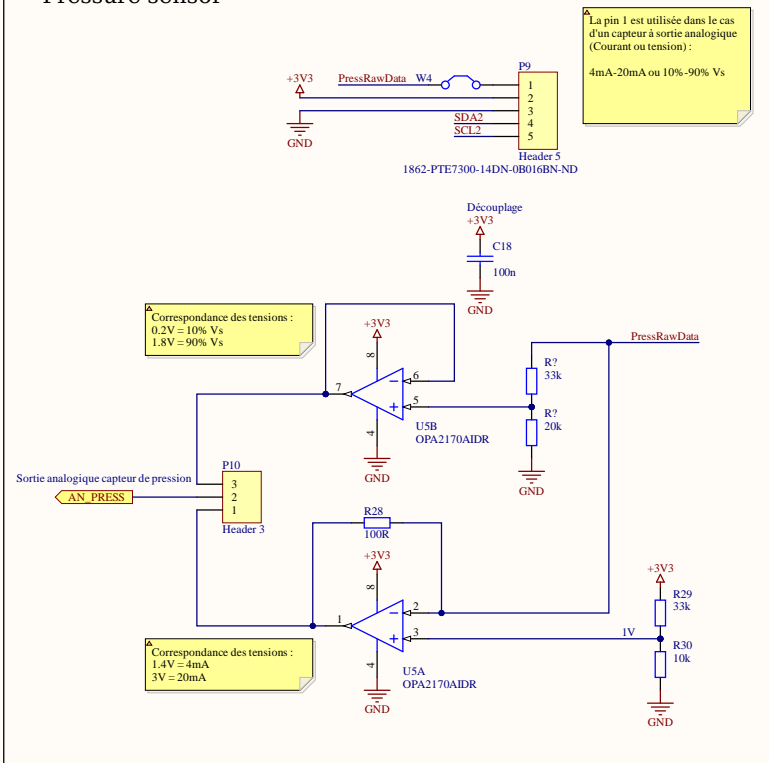 Pressure sensor
La pin 1 est utilisée dans le cas
d'un capteur à sortie analogique
(Courant ou tension) :
4mA-20mA ou 10%-90% Vs
P9
+3V3
PressRawData
W4
1
2
3
SDA2
4
SCL2
5
GND
Header 5
1862-PTE7300-14DN-0B016BN-ND
Découplage
+3V3
C18
100n
GND
Correspondance des tensions :
0.2V = 10% Vs
1.8V = 90% Vs
+3V3
PressRawData
8
R?
33k
7
6
5
R?
20k
4
U5B
OPA2170AIDR
GND
GND
P10
Sortie analogique capteur de pression
3
AN_PRESS
2
1
Header 3
R28
100R
+3V3
+3V3
8
R29
33k
2
1
3
1V
R30
10k
4
Correspondance des tensions :
1.4V = 4mA
3V = 20mA
U5A
OPA2170AIDR
GND
GND